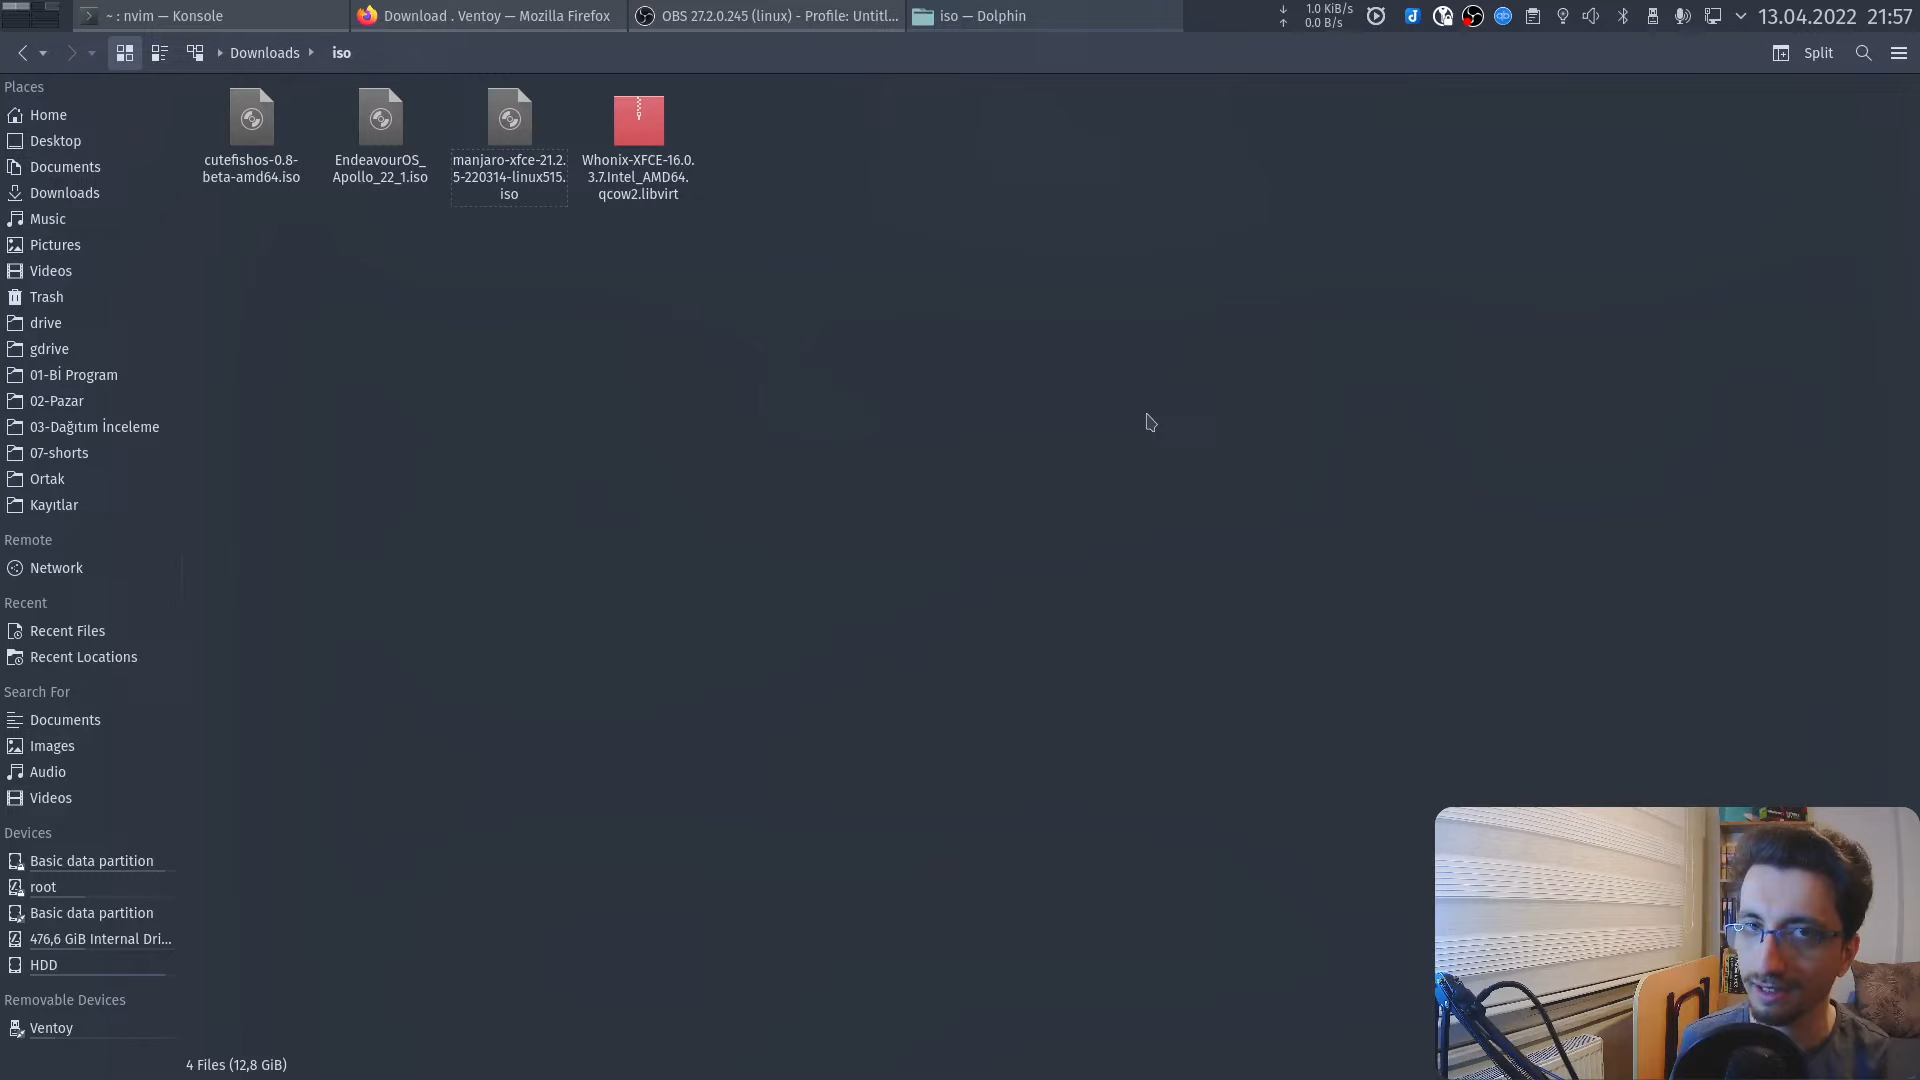 ~ : nvim — Konsole
Download . Ventoy — Mozilla Firefox
OBS 27.2.0.245 (linux) - Profile: Untitl...
iso — Dolphin
1.0 KiB/s
0.0 B/s
13.04.2022 21:57
Downloads
iso
Split
Places
Home
Desktop
Documents
Downloads
Music
Pictures
Videos
Trash
drive
gdrive
01-Bİ Program
02-Pazar
03-Dağıtım İnceleme
07-shorts
Ortak
Kayıtlar
Remote
Network
Recent
Recent Files
Recent Locations
Search For
Documents
Images
Audio
Videos
Devices
Basic data partition
root
Basic data partition
476,6 GiB Internal Dri...
HDD
Removable Devices
Ventoy
cutefishos-0.8-
beta-amd64.iso
EndeavourOS_
Apollo_22_1.iso
manjaro-xfce-21.2.
5-220314-linux515.
iso
Whonix-XFCE-16.0.
3.7.Intel_AMD64.
qcow2.libvirt
4 Files (12,8 GiB)